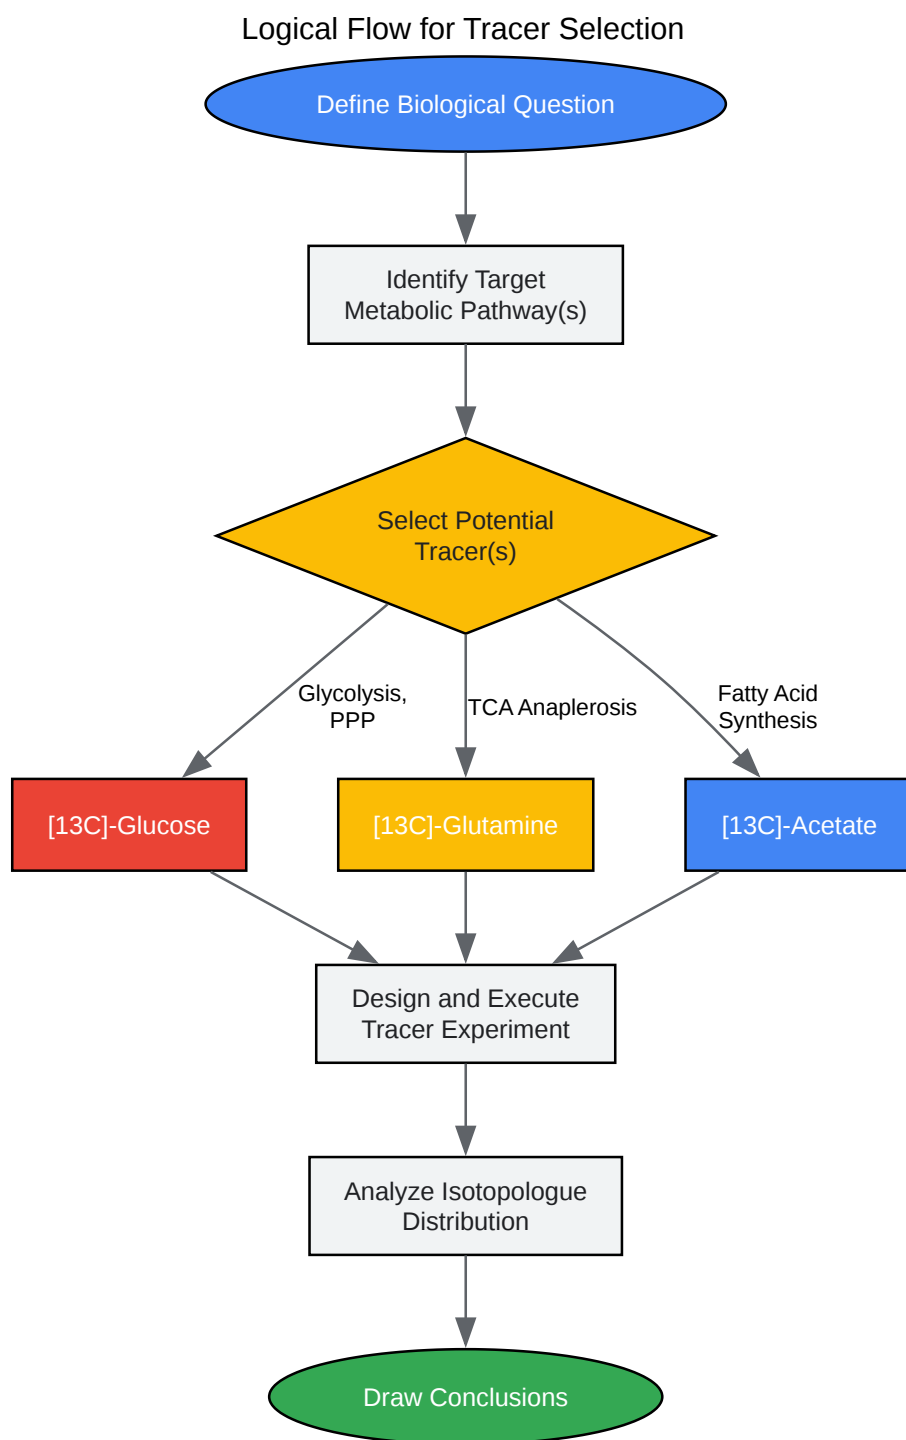 Logical Flow for Tracer Selection
Define Biological Question
Identify Target
Metabolic Pathway(s)
Select Potential
Tracer(s)
Glycolysis,
PPP
TCA Anaplerosis
Fatty Acid
Synthesis
[13C]-Glucose
[13C]-Glutamine
[13C]-Acetate
Design and Execute
Tracer Experiment
Analyze Isotopologue
Distribution
Draw Conclusions